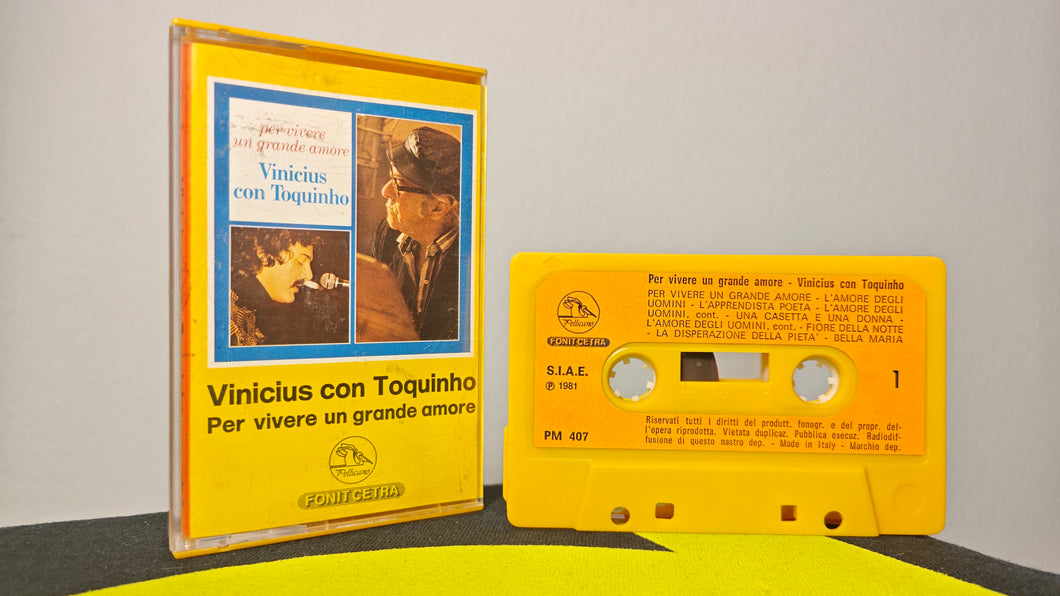 per vivere
un grande amore
Vinicius
con Toquinho
Vinicius con Toquinho
Per vivere un grande amore
Pellicano
FONIT CETRA
Per vivere un grande amore - Vinicius con Toquinho
PER VIVERE UN GRANDE AMORE - L'AMORE DEGLI
UOMINI - L'APPRENDISTA POETA - L'AMORE DEGLI
UOMINI, cont. - UNA CASETTA E UNA DONNA -
L'AMORE DEGLI UOMINI, cont. - FIORE DELLA NOTTE
- LA DISPERAZIONE DELLA PIETA' - BELLA MARIA
Pellicano
FONIT CETRA
S.I.A.E.
℗ 1981
1
PM 407
Riservati tutti i diritti del produtt. fonogr. e del propr. del-
l'opera riprodotta. Vietata duplicaz. Pubblica esecuz. Radiodif-
fusione di questo nastro dep. - Made in Italy - Marchio dep.